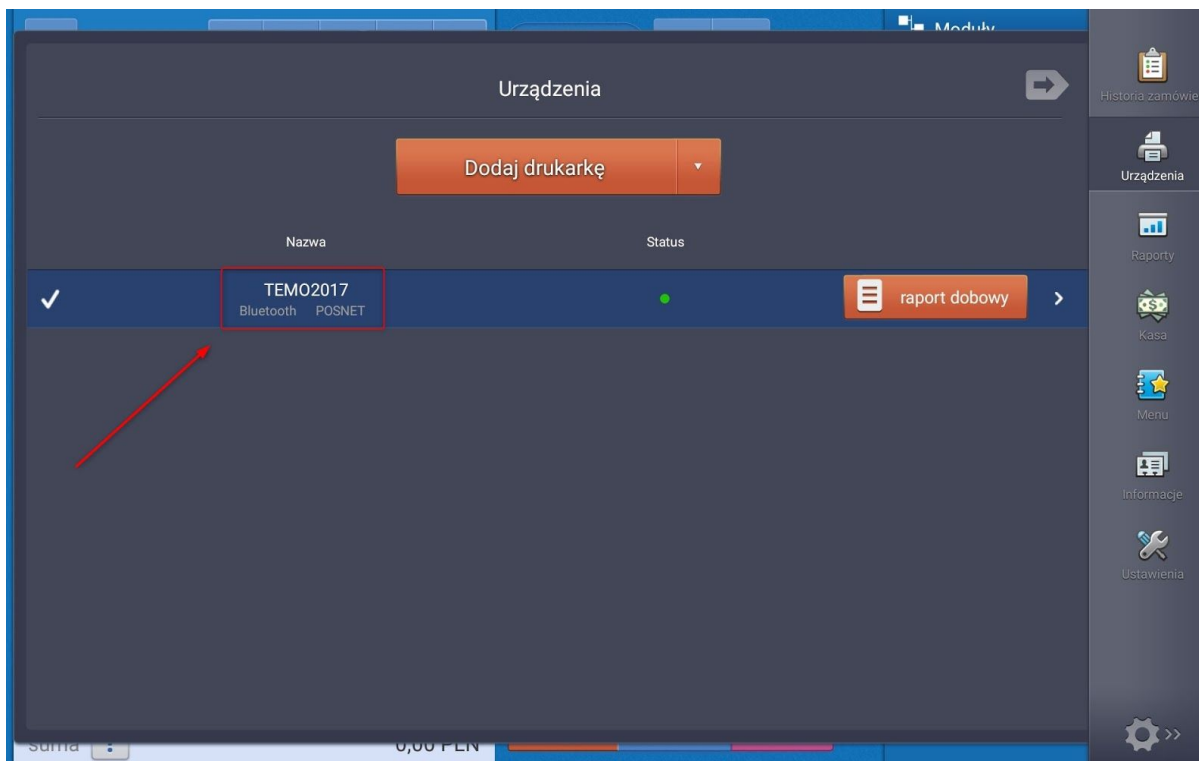 Moduły
Urządzenia
Dodaj drukarkę
Nazwa Status
TEMO2017
Bluetooth POSNET
raport dobowy
Historia zamówie
Urządzenia
Raporty
Kasa
Menu
Informacje
Ustawienia
suma 0,00 PLN